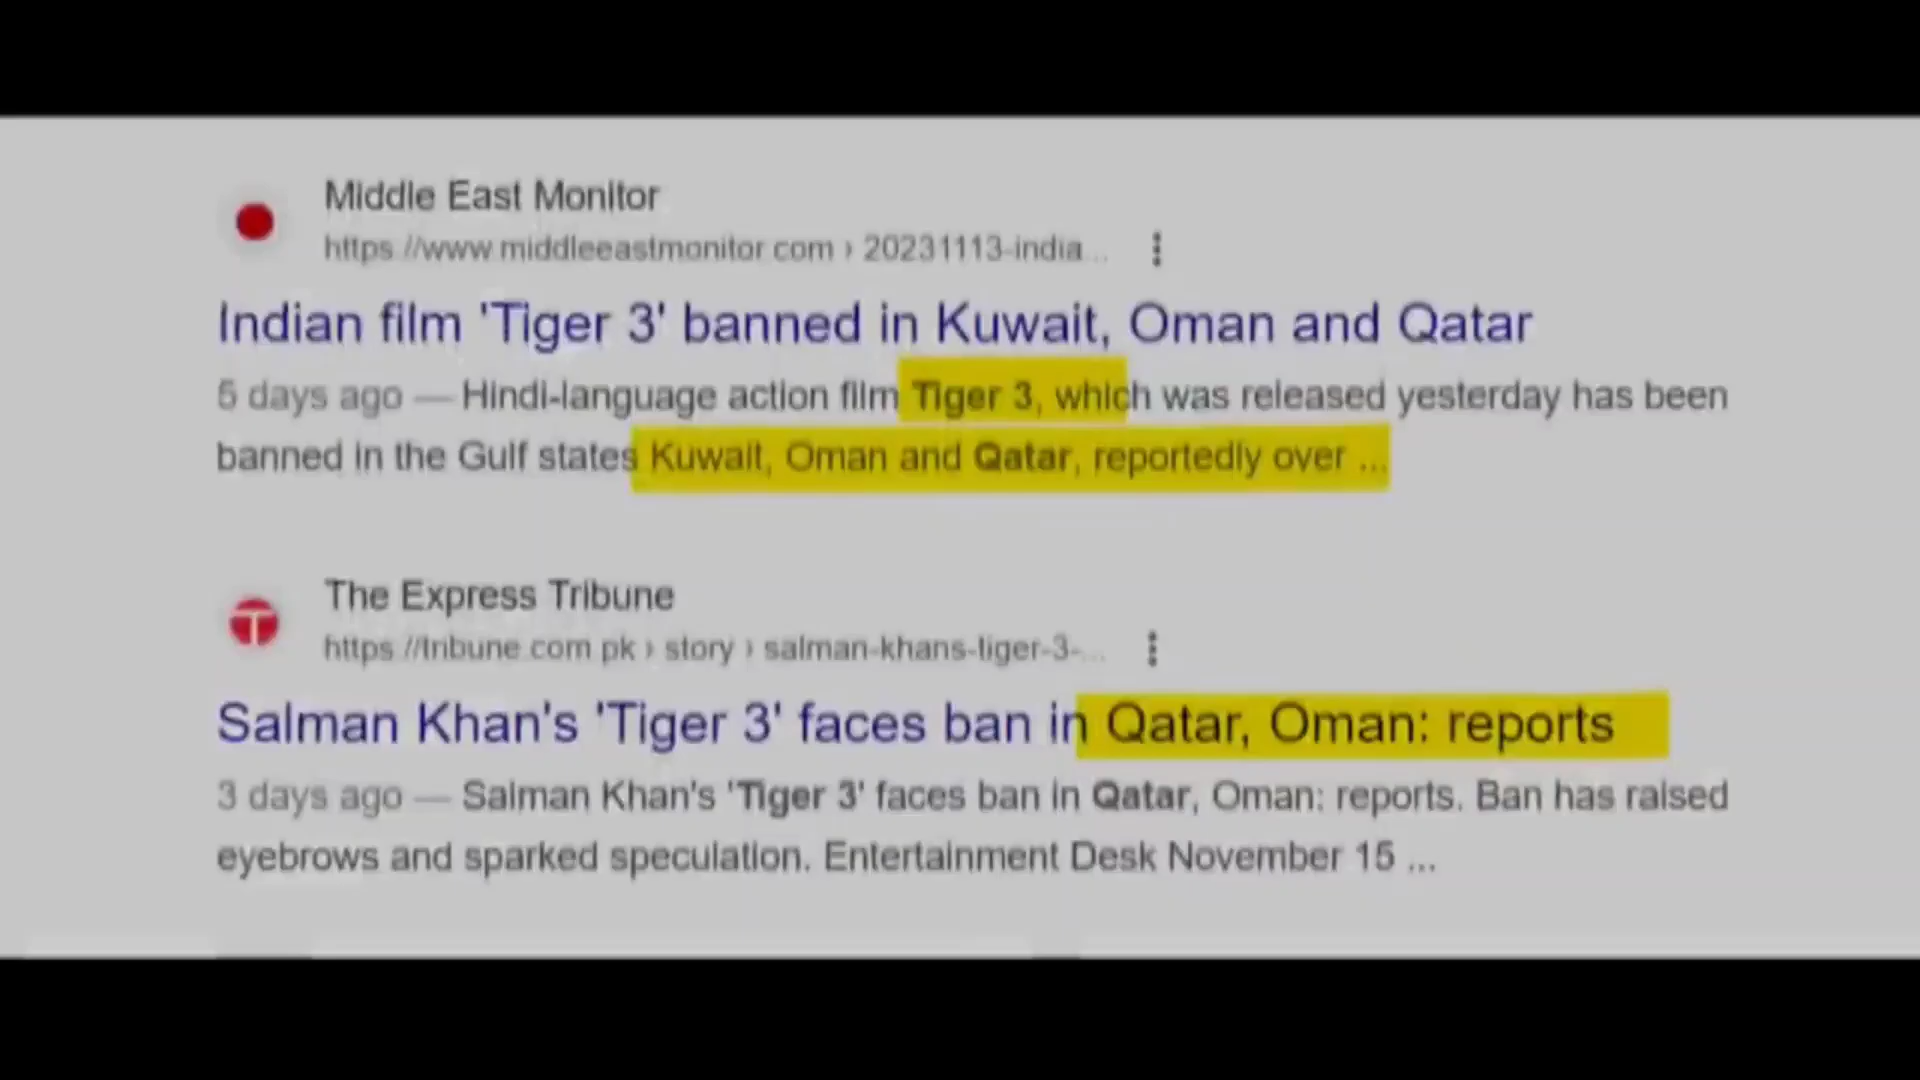 Middle East Monitor
https://www.middleeastmonitor.com › 20231113-india...
Indian film 'Tiger 3' banned in Kuwait, Oman and Qatar
5 days ago — Hindi-language action film Tiger 3, which was released yesterday has been
banned in the Gulf states Kuwait, Oman and Qatar, reportedly over ...
The Express Tribune
https://tribune.com.pk › story › salman-khans-tiger-3-...
Salman Khan's 'Tiger 3' faces ban in Qatar, Oman: reports
3 days ago — Salman Khan's 'Tiger 3' faces ban in Qatar, Oman: reports. Ban has raised
eyebrows and sparked speculation. Entertainment Desk November 15 ...